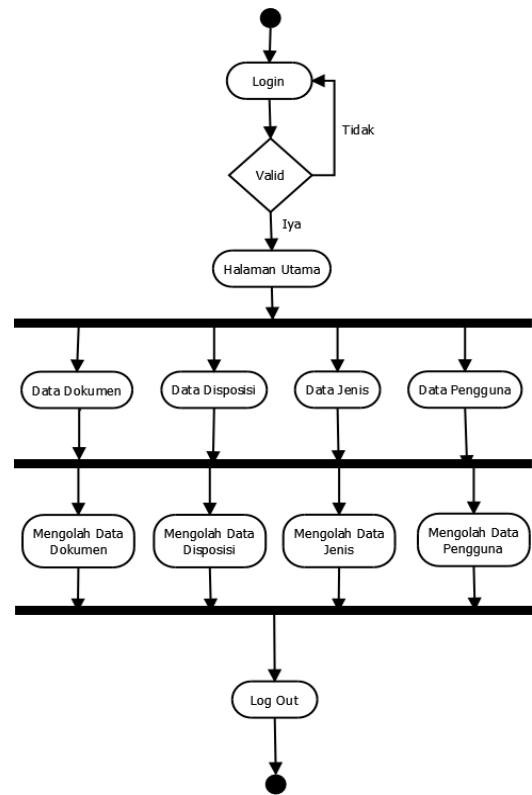 Login
Tidak
Valid
Iya
Halaman Utama
Data Dokumen
Data Disposisi
Data Jenis
Data Pengguna
Mengolah Data
Dokumen
Mengolah Data
Disposisi
Mengolah Data
Jenis
Mengolah Data
Pengguna
Log Out